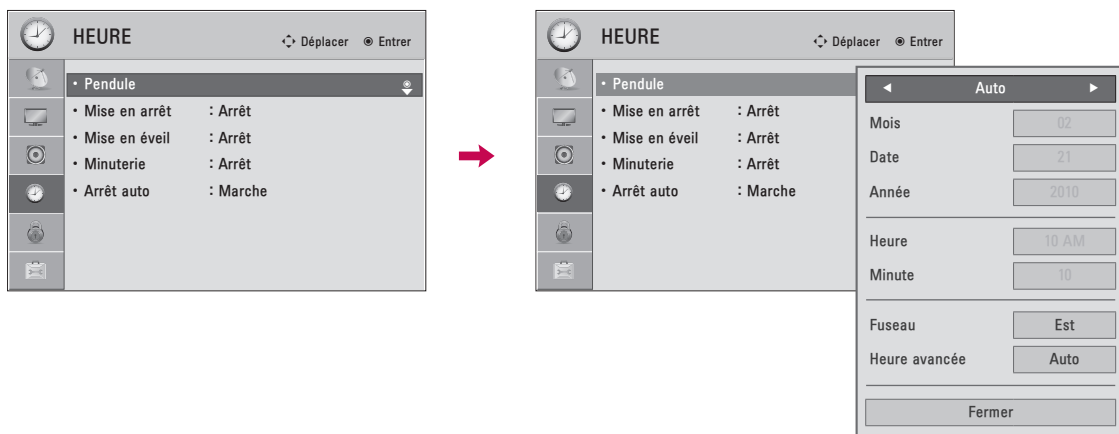 HEURE
Déplacer Entrer
• Pendule
• Mise en arrêt : Arrêt
• Mise en éveil : Arrêt
• Minuterie : Arrêt
• Arrêt auto : Marche
HEURE
Déplacer Entrer
• Pendule
• Mise en arrêt : Arrêt
• Mise en éveil : Arrêt
• Minuterie : Arrêt
• Arrêt auto : Marche
Auto
Mois 02
Date 21
Année 2010
Heure 10 AM
Minute 10
Fuseau Est
Heure avancée Auto
Fermer